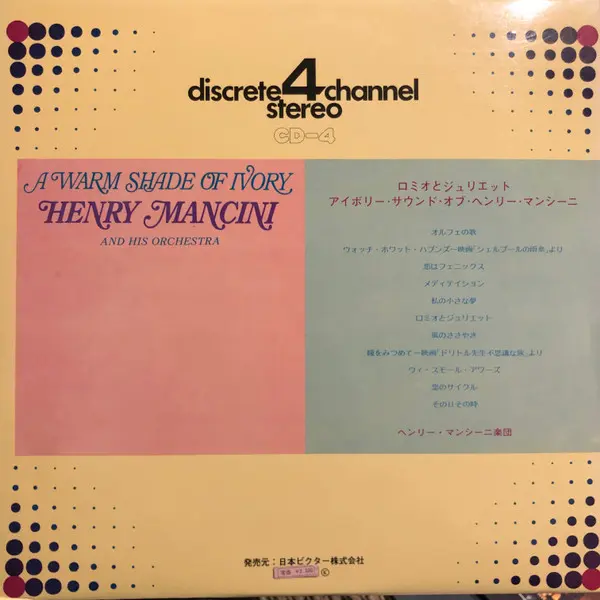 discrete 4 channel
stereo
CD-4
A WARM SHADE OF IVORY
HENRY MANCINI
AND HIS ORCHESTRA
ロミオとジュリエット
アイボリー・サウンド・オブ・ヘンリー・マンシーニ
オルフェの歌
ウォッチ・ホワット・ハプンズー映画「シェルブールの雨傘」より
恋はフェニックス
メディテイション
私の小さな夢
ロミオとジュリエット
風のささやき
瞳をみつめてー映画「ドリトル先生不思議な旅」より
ウィ・スモール・アワーズ
恋のサイクル
その日その時
ヘンリー・マンシーニ楽団
発売元：日本ビクター株式会社